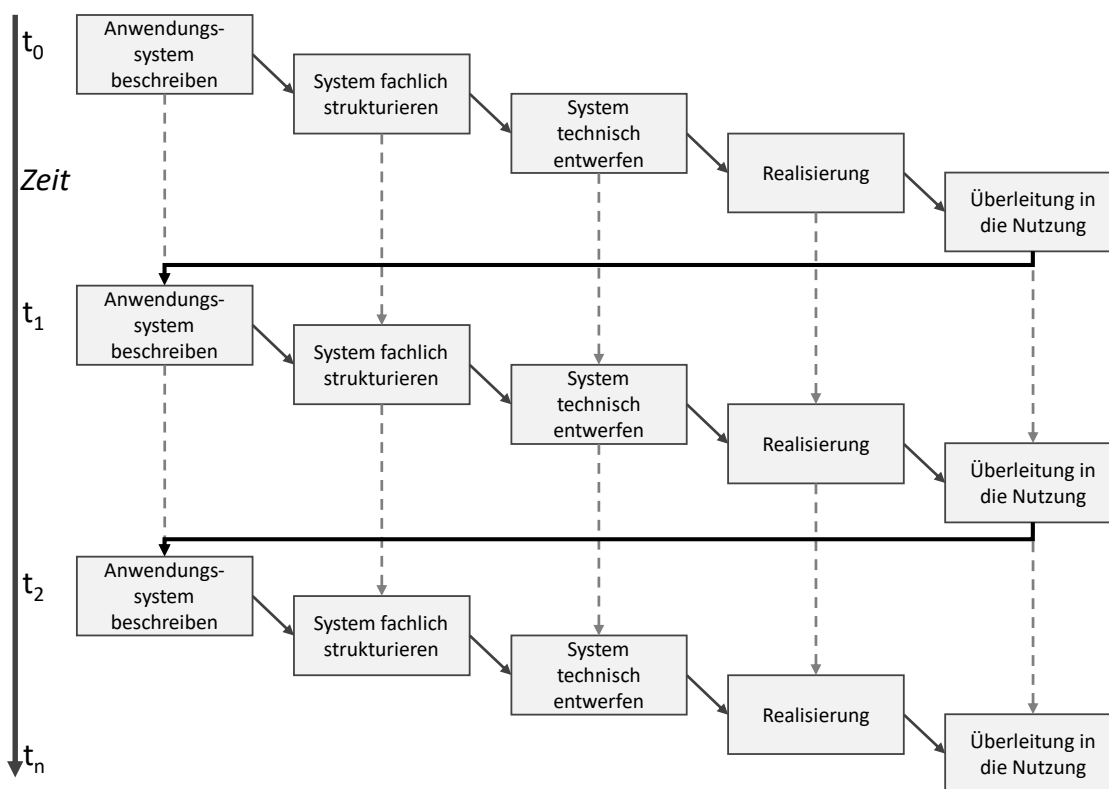 t0
Anwendungs-
system
beschreiben
System fachlich
strukturieren
System
technisch
entwerfen
Realisierung
Überleitung in
die Nutzung
Zeit
t1
Anwendungs-
system
beschreiben
System fachlich
strukturieren
System
technisch
entwerfen
Realisierung
Überleitung in
die Nutzung
t2
Anwendungs-
system
beschreiben
System fachlich
strukturieren
System
technisch
entwerfen
Realisierung
Überleitung in
die Nutzung
tn